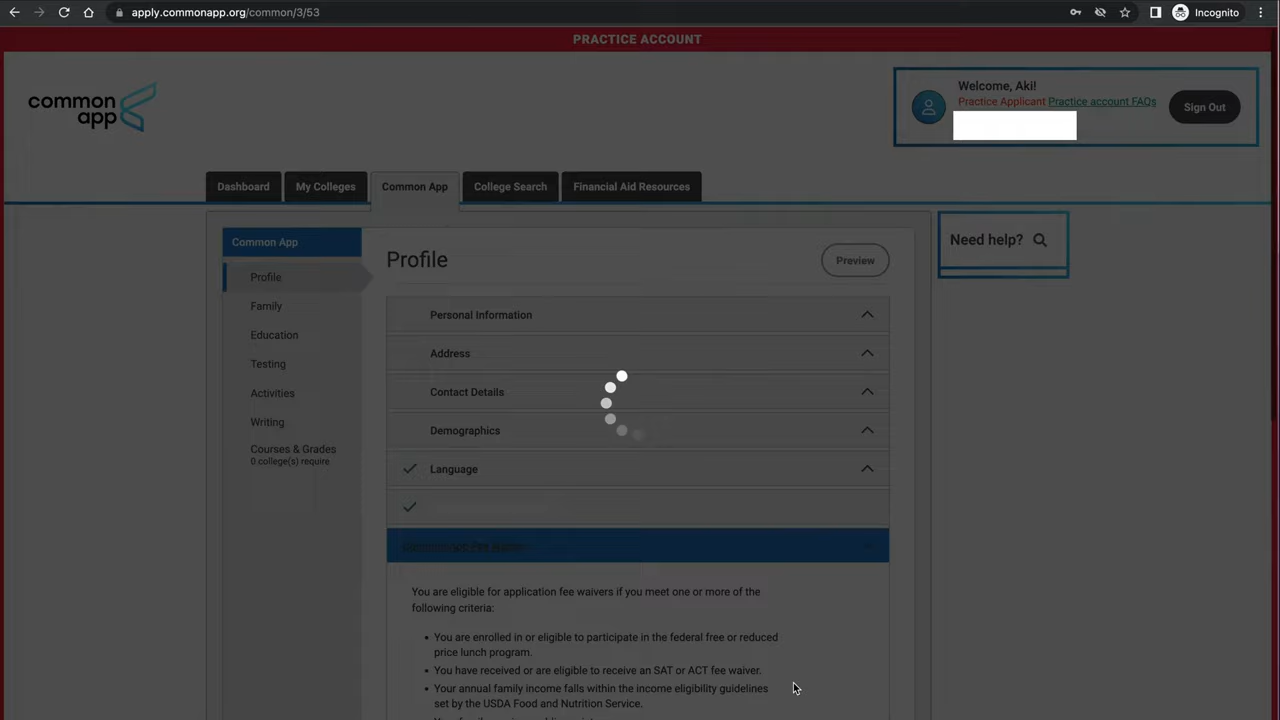 apply.commonapp.org/common/3/53
Incognito
PRACTICE ACCOUNT
common
app
Welcome, Aki!
Practice Applicant Practice account FAQs
Sign Out
Dashboard
My Colleges
Common App
College Search
Financial Aid Resources
Common App
Profile
Family
Education
Testing
Activities
Writing
Courses & Grades
0 college(s) require
Profile
Preview
Personal Information
Address
Contact Details
Demographics
Language
You are eligible for application fee waivers if you meet one or more of the
following criteria:
• You are enrolled in or eligible to participate in the federal free or reduced
price lunch program.
• You have received or are eligible to receive an SAT or ACT fee waiver.
• Your annual family income falls within the income eligibility guidelines
set by the USDA Food and Nutrition Service.
Need help?